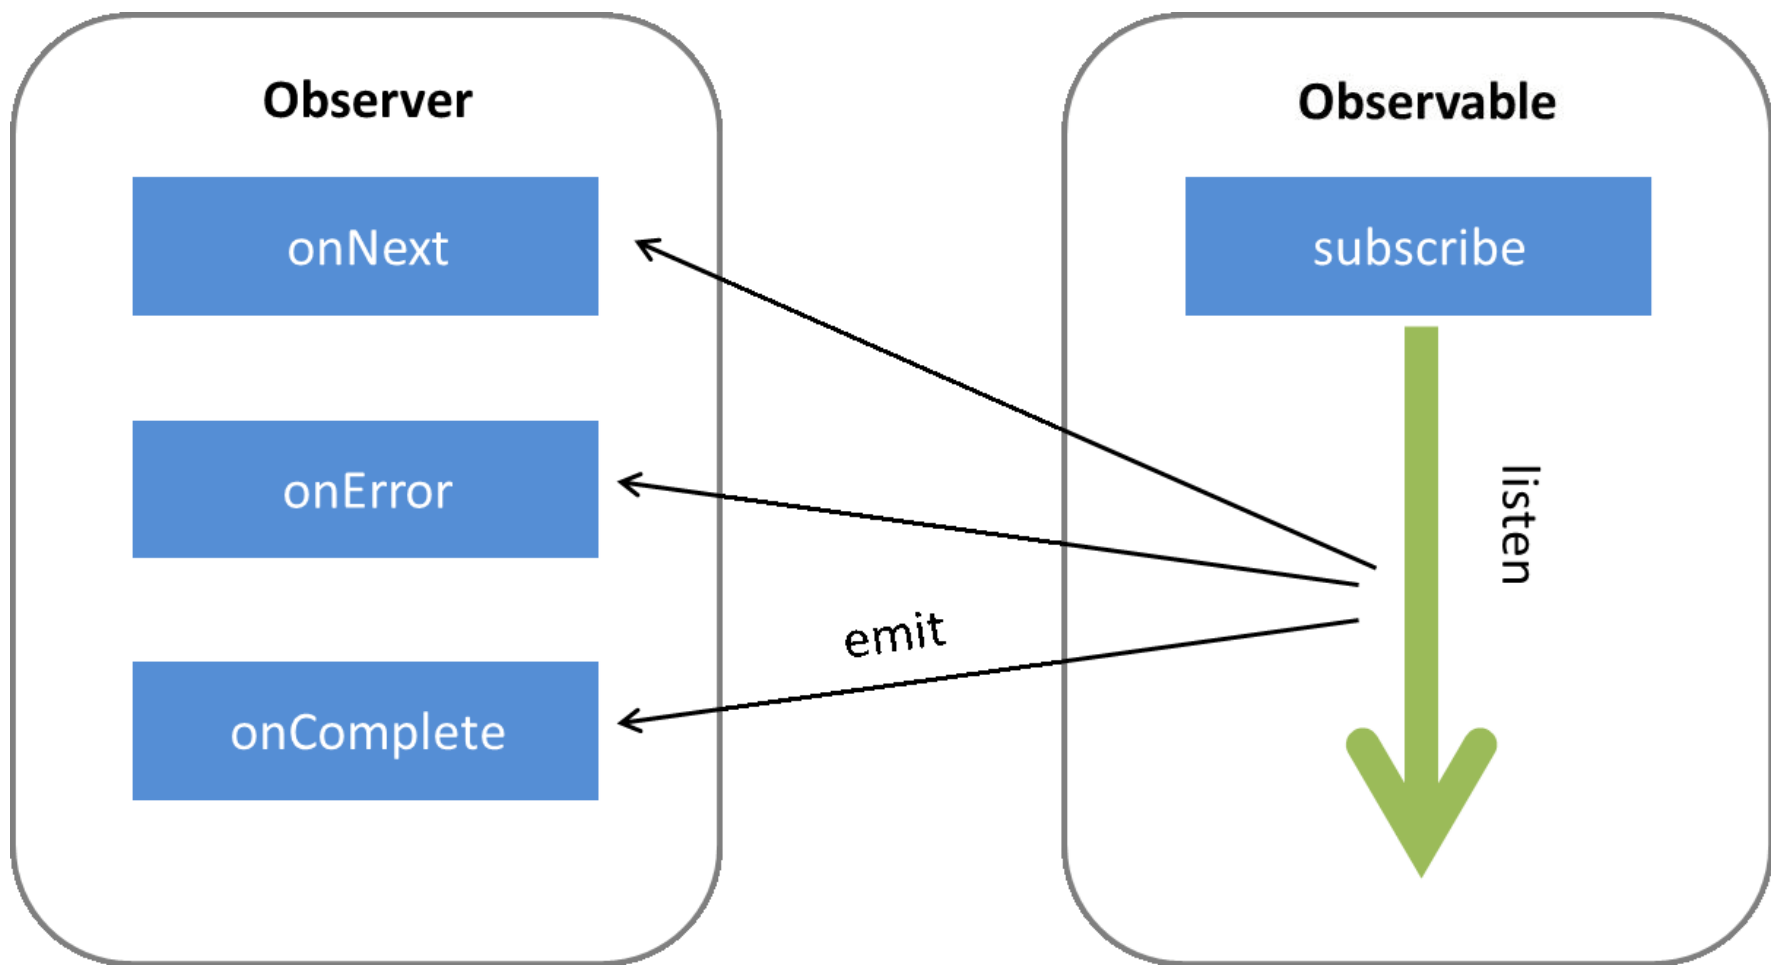 Observer
onNext
onError
onComplete
emit
Observable
subscribe
listen